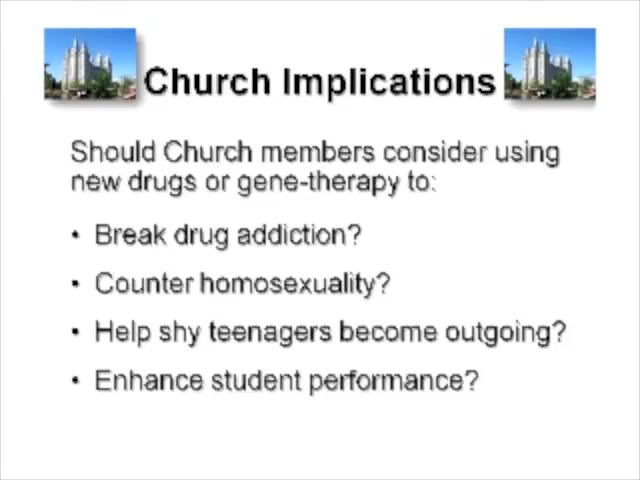 Church Implications
Should Church members consider using
new drugs or gene-therapy to:
• Break drug addiction?
• Counter homosexuality?
• Help shy teenagers become outgoing?
• Enhance student performance?